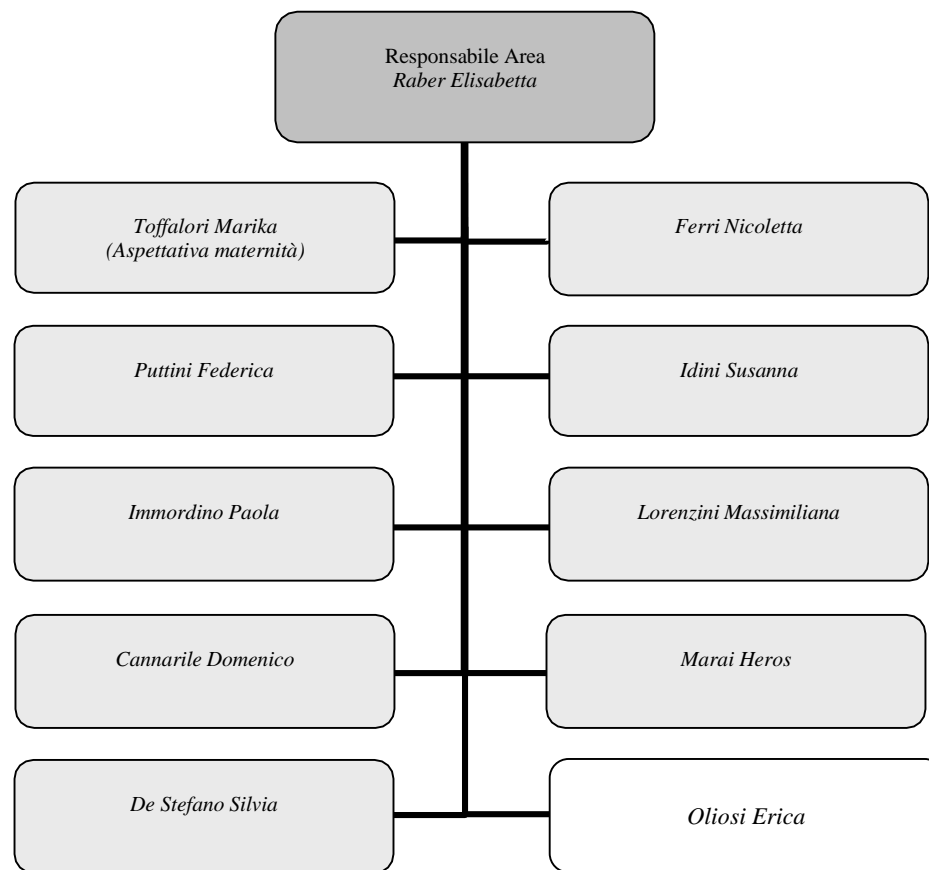 Responsabile Area
Raber Elisabetta
Toffalori Marika
(Aspettativa maternità)
Ferri Nicoletta
Puttini Federica
Idini Susanna
Immordino Paola
Lorenzini Massimiliana
Cannarile Domenico
Marai Heros
De Stefano Silvia
Oliosi Erica